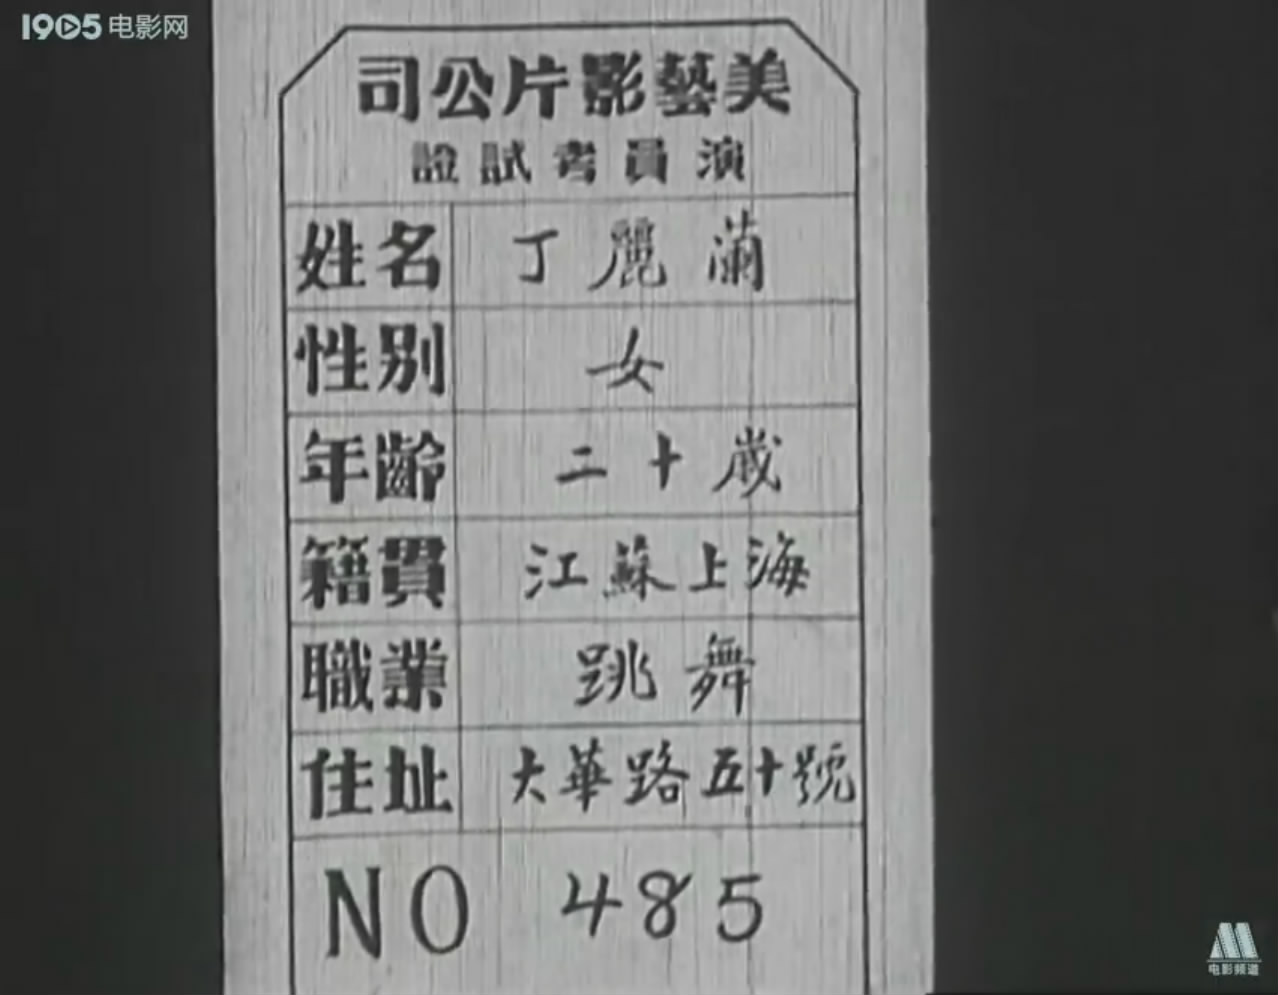 1905电影网
美藝影片公司
演員考試證
姓名 丁麗蘭
性别 女
年齡 二十歲
籍貫 江蘇上海
職業 跳舞
住址 大華路五十號
NO 485
电影频道